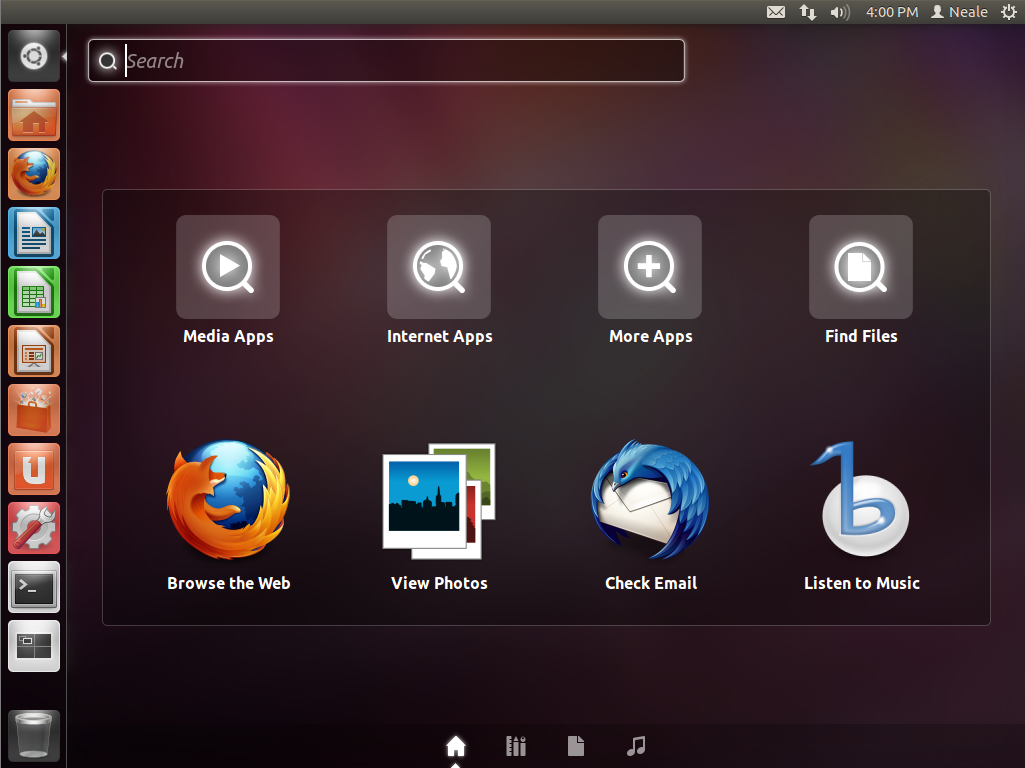 4:00 PM Neale
Search
Media Apps Internet Apps More Apps Find Files
Browse the Web View Photos Check Email Listen to Music